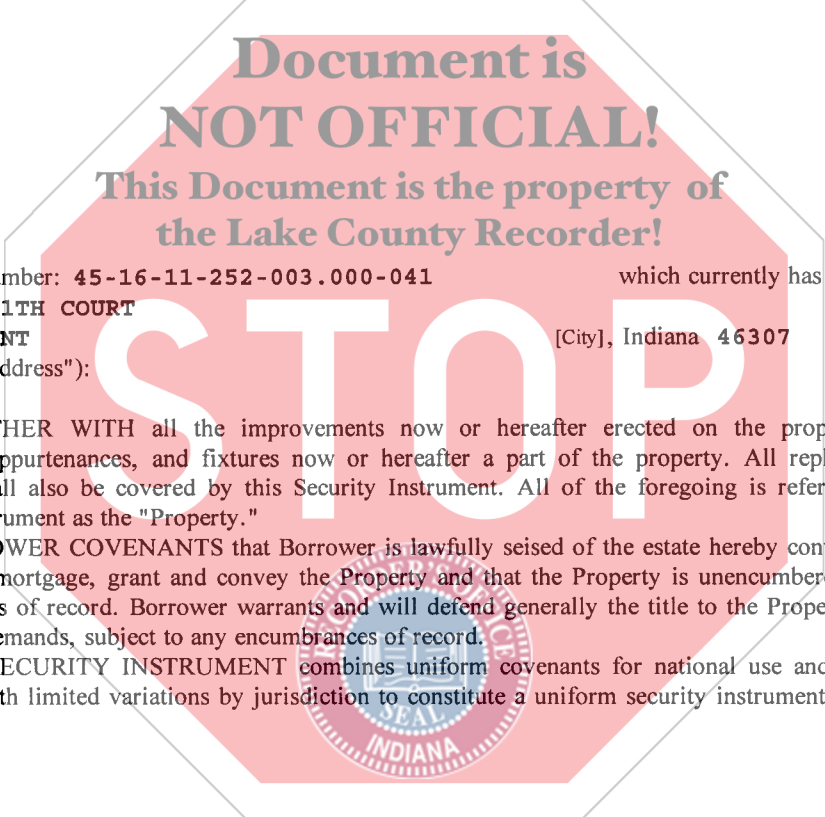 Document is
NOT OFFICIAL!
This Document is the property of
the Lake County Recorder!
mber: 45-16-11-252-003.000-041 which currently has
1TH COURT
NT [City], Indiana 46307
ddress"):
STOP
HER WITH all the improvements now or hereafter erected on the prop
ppurtenances, and fixtures now or hereafter a part of the property. All repl
ll also be covered by this Security Instrument. All of the foregoing is refer
rument as the "Property."
OWER COVENANTS that Borrower is lawfully seised of the estate hereby con
mortgage, grant and convey the Property and that the Property is unencumber
s of record. Borrower warrants and will defend generally the title to the Prope
emands, subject to any encumbrances of record.
ECURITY INSTRUMENT combines uniform covenants for national use and
th limited variations by jurisdiction to constitute a uniform security instrument
RECORDER'S OFFICE
SEAL
INDIANA